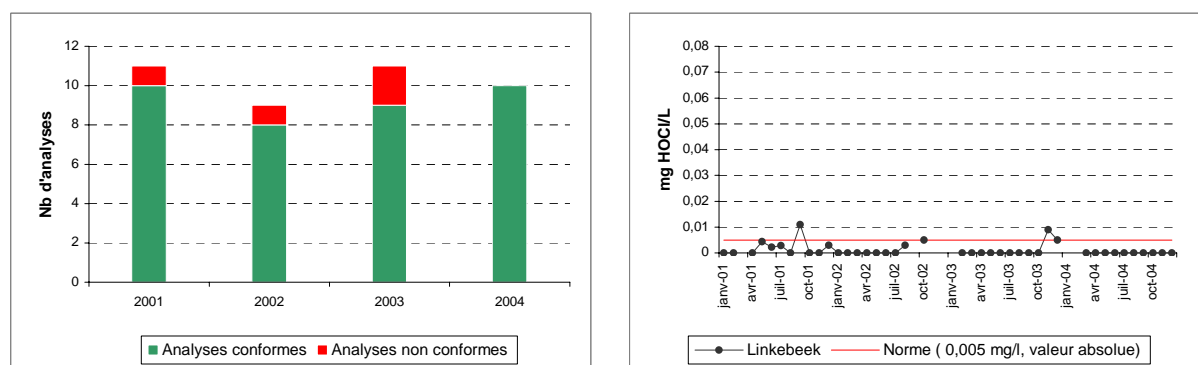 12
10
8
6
4
2
0
Nb d'analyses
2001 2002 2003 2004
Analyses conformes Analyses non conformes
0,08
0,07
0,06
0,05
0,04
0,03
0,02
0,01
0
mg HOCl/L
janv-01 avr-01 juil-01 oct-01 janv-02 avr-02 juil-02 oct-02 janv-03 avr-03 juil-03 oct-03 janv-04 avr-04 juil-04 oct-04
Linkebeek Norme ( 0,005 mg/l, valeur absolue)